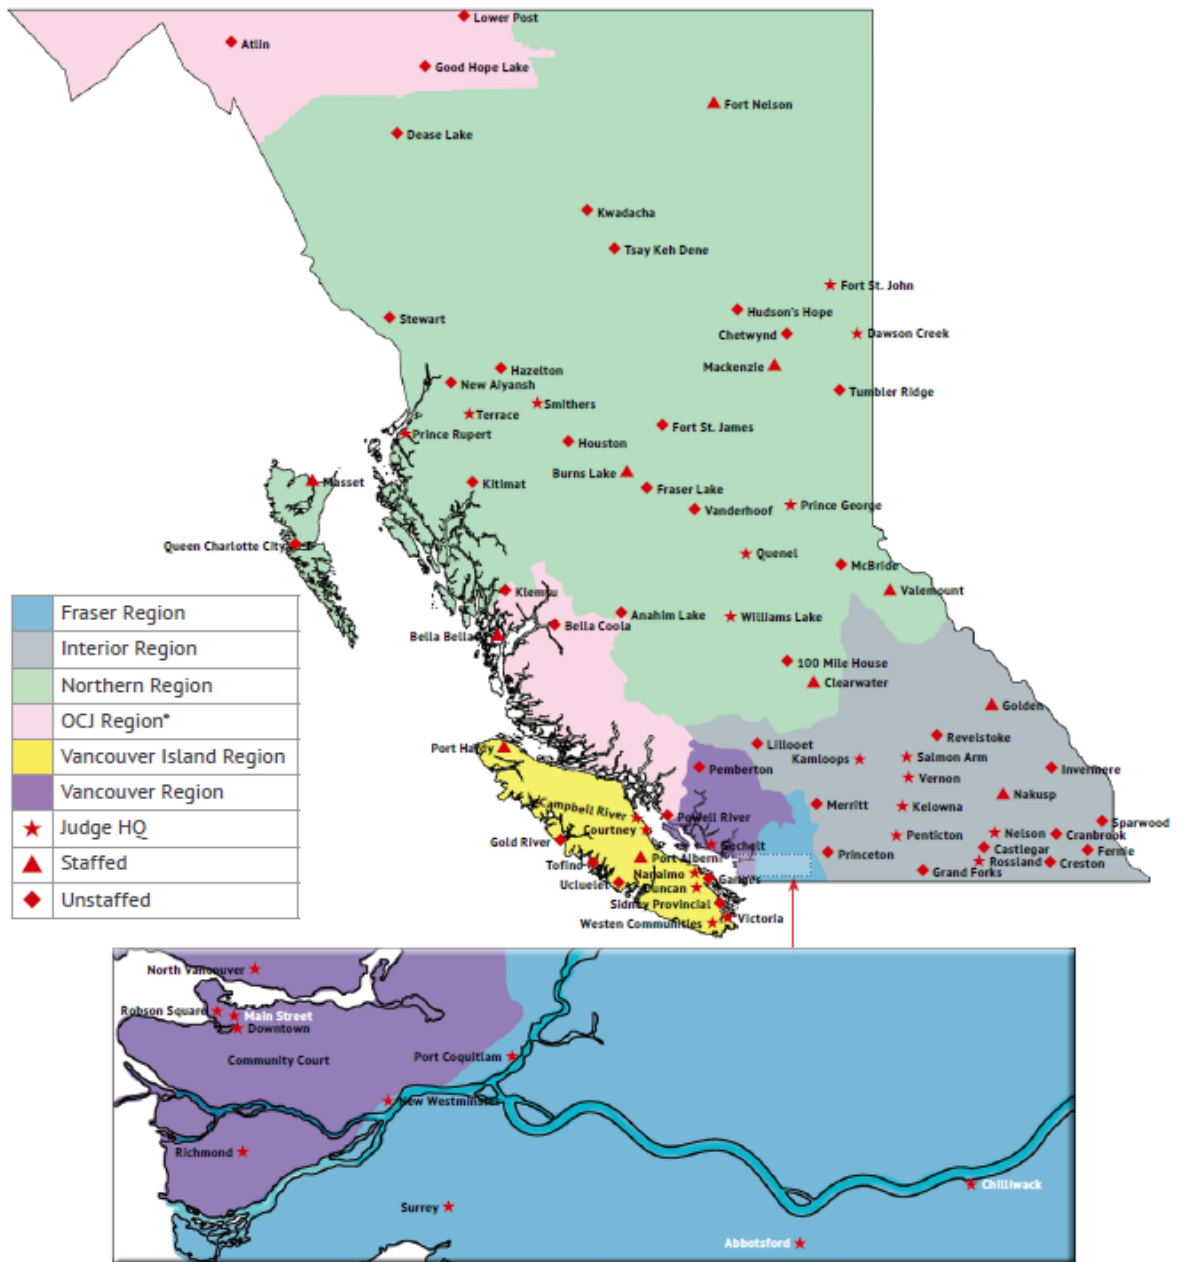 Lower Post
Atlin
Good Hope Lake
Fort Nelson
Dease Lake
Kwadacha
Tsay Keh Dene
Fort St. John
Hudson's Hope
Stewart
Chetwynd
Dawson Creek
Mackenzie
Hazelton
New Aiyansh
Tumbler Ridge
Smithers
Terrace
Fort St. James
Prince Rupert
Houston
Burns Lake
Masset
Kitimat
Fraser Lake
Prince George
Vanderhoof
Queen Charlotte City
Quenel
McBride
Klemtu
Valemount
Fraser Region
Anahim Lake
Williams Lake
Bella Coola
Bella Bella
Interior Region
100 Mile House
Clearwater
Northern Region
Golden
OCJ Region*
Revelstoke
Lillooet
Port Hardy
Vancouver Island Region
Kamloops
Salmon Arm
Pemberton
Invermere
Vernon
Vancouver Region
Nakusp
Campbell River
Merritt
Kelowna
Powell River
Sparwood
Judge HQ
Courtney
Penticton
Nelson
Cranbrook
Gold River
Sechelt
Castlegar
Fernie
Princeton
Port Alberni
Staffed
Tofino
Rossland
Creston
Nanaimo
Grand Forks
Ganges
Ucluelet
Duncan
Unstaffed
Sidney Provincial
Victoria
Westen Communities
North Vancouver
Robson Square
Main Street
Downtown
Community Court
Port Coquitlam
New Westminster
Richmond
Chilliwack
Surrey
Abbotsford